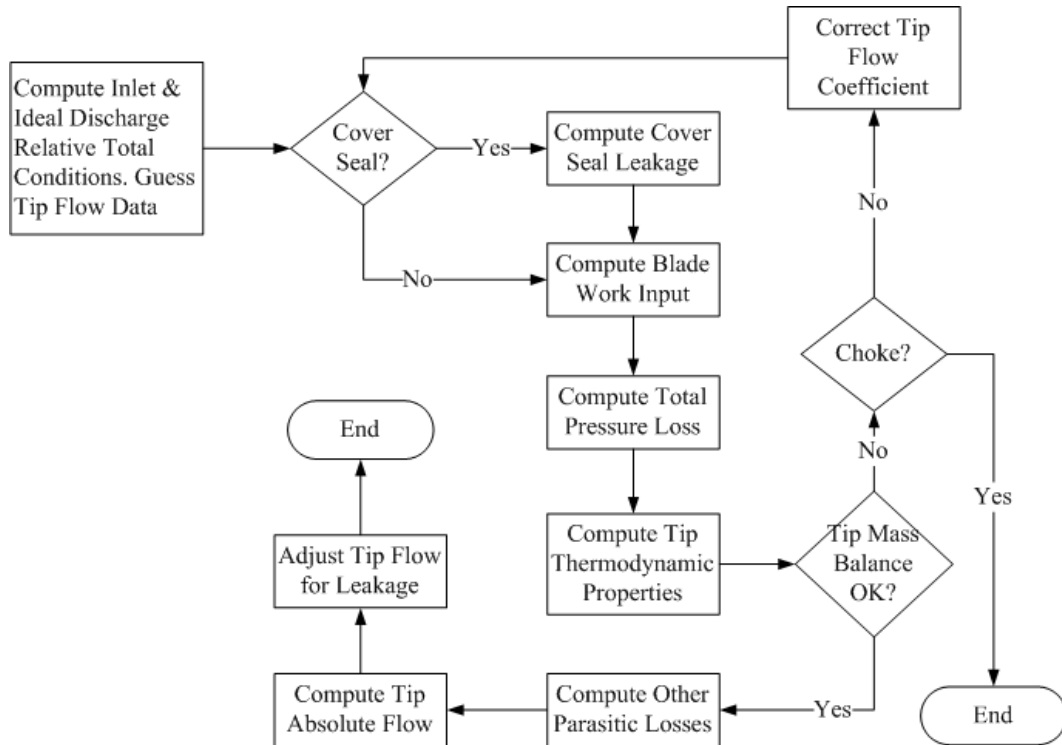 Compute Inlet &
Ideal Discharge
Relative Total
Conditions. Guess
Tip Flow Data
Cover
Seal?
Yes
No
Compute Cover
Seal Leakage
Compute Blade
Work Input
Compute Total
Pressure Loss
Compute Tip
Thermodynamic
Properties
Tip Mass
Balance
OK?
No
Choke?
No
Correct Tip
Flow
Coefficient
Yes
End
Yes
Compute Other
Parasitic Losses
Compute Tip
Absolute Flow
Adjust Tip Flow
for Leakage
End